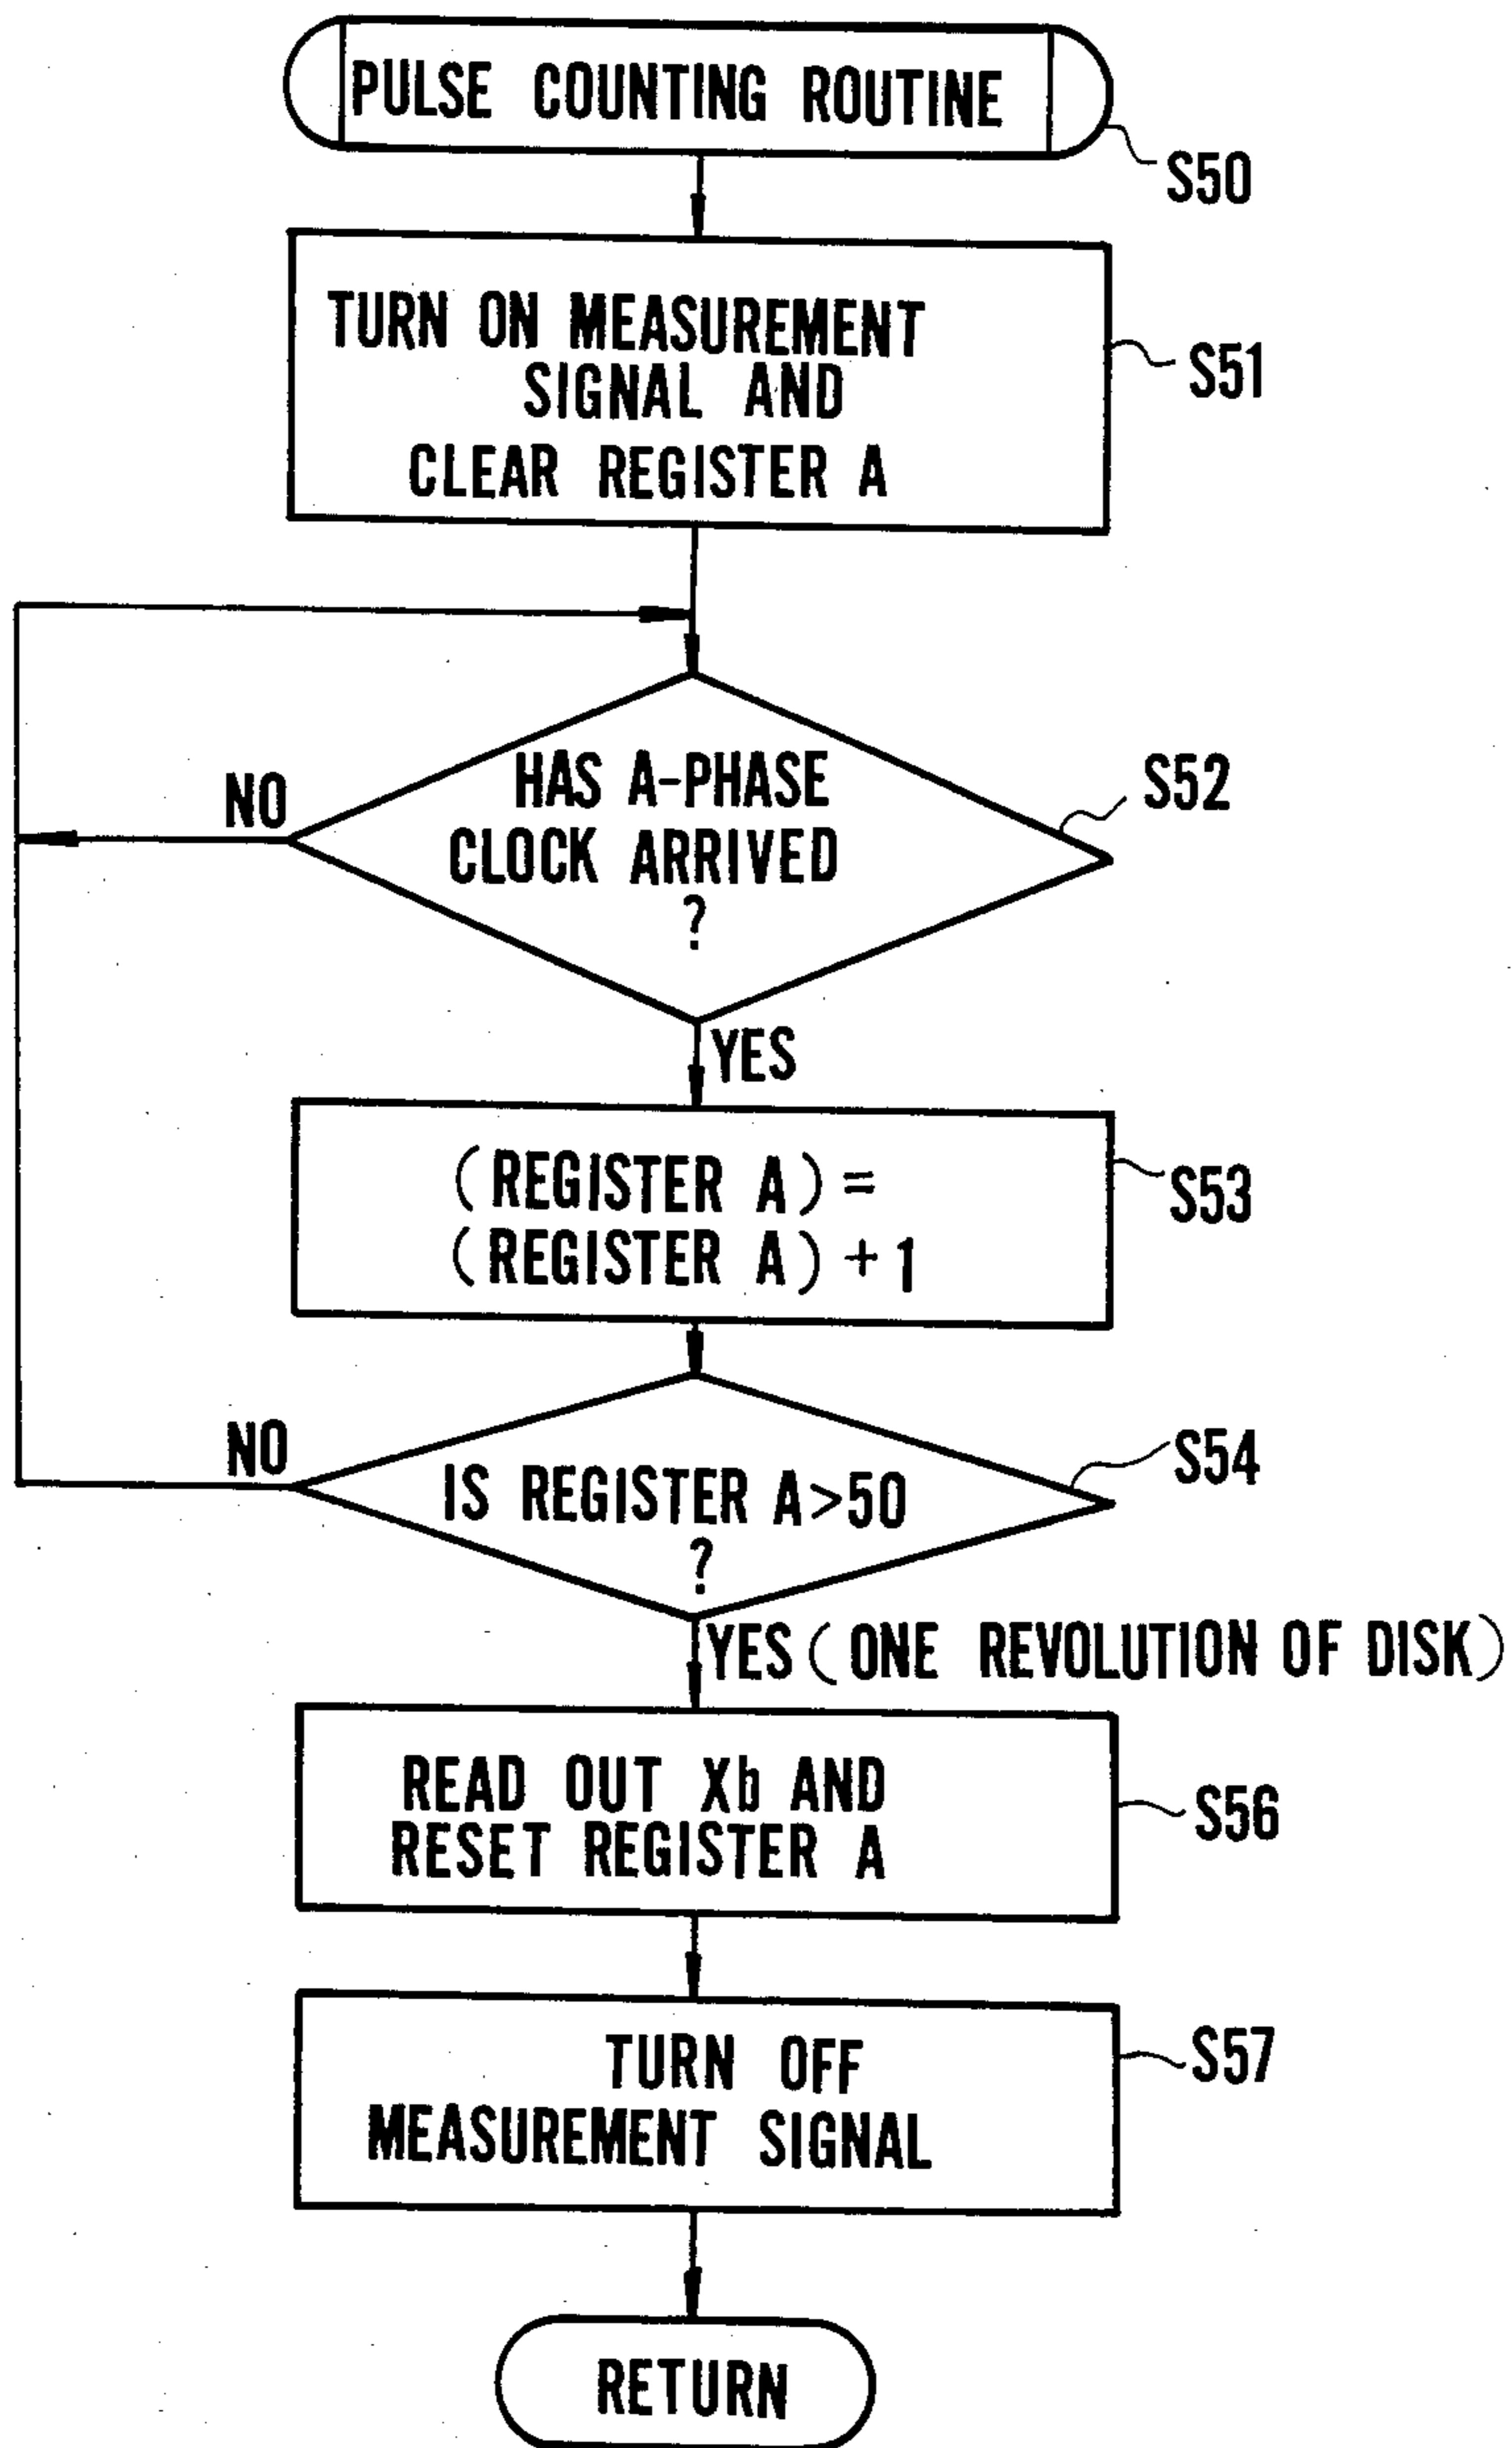 PULSE COUNTING ROUTINE
S50
TURN ON MEASUREMENT
SIGNAL AND
CLEAR REGISTER A
S51
HAS A-PHASE
CLOCK ARRIVED
?
S52
NO
YES
(REGISTER A) =
(REGISTER A) + 1
S53
IS REGISTER A>50
?
S54
NO
YES (ONE REVOLUTION OF DISK)
READ OUT Xb AND
RESET REGISTER A
S56
TURN OFF
MEASUREMENT SIGNAL
S57
RETURN